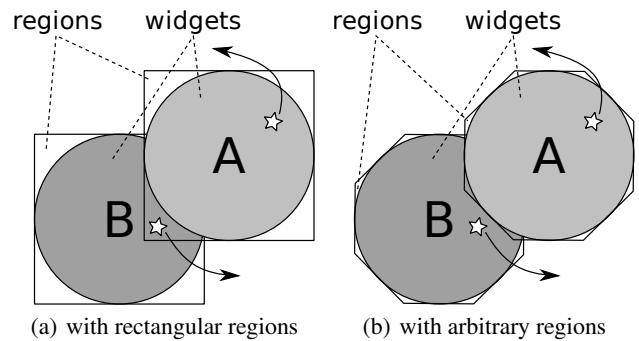 regions widgets regions widgets
A A
B B
(a) with rectangular regions (b) with arbitrary regions